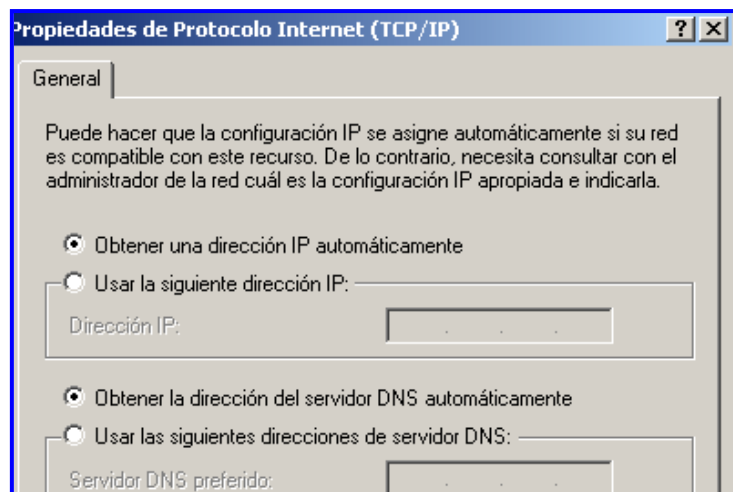 Propiedades de Protocolo Internet (TCP/IP)
General
Puede hacer que la configuración IP se asigne automáticamente si su red
es compatible con este recurso. De lo contrario, necesita consultar con el
administrador de la red cuál es la configuración IP apropiada e indicarla.
Obtener una dirección IP automáticamente
Usar la siguiente dirección IP:
Dirección IP:
Obtener la dirección del servidor DNS automáticamente
Usar las siguientes direcciones de servidor DNS:
Servidor DNS preferido: